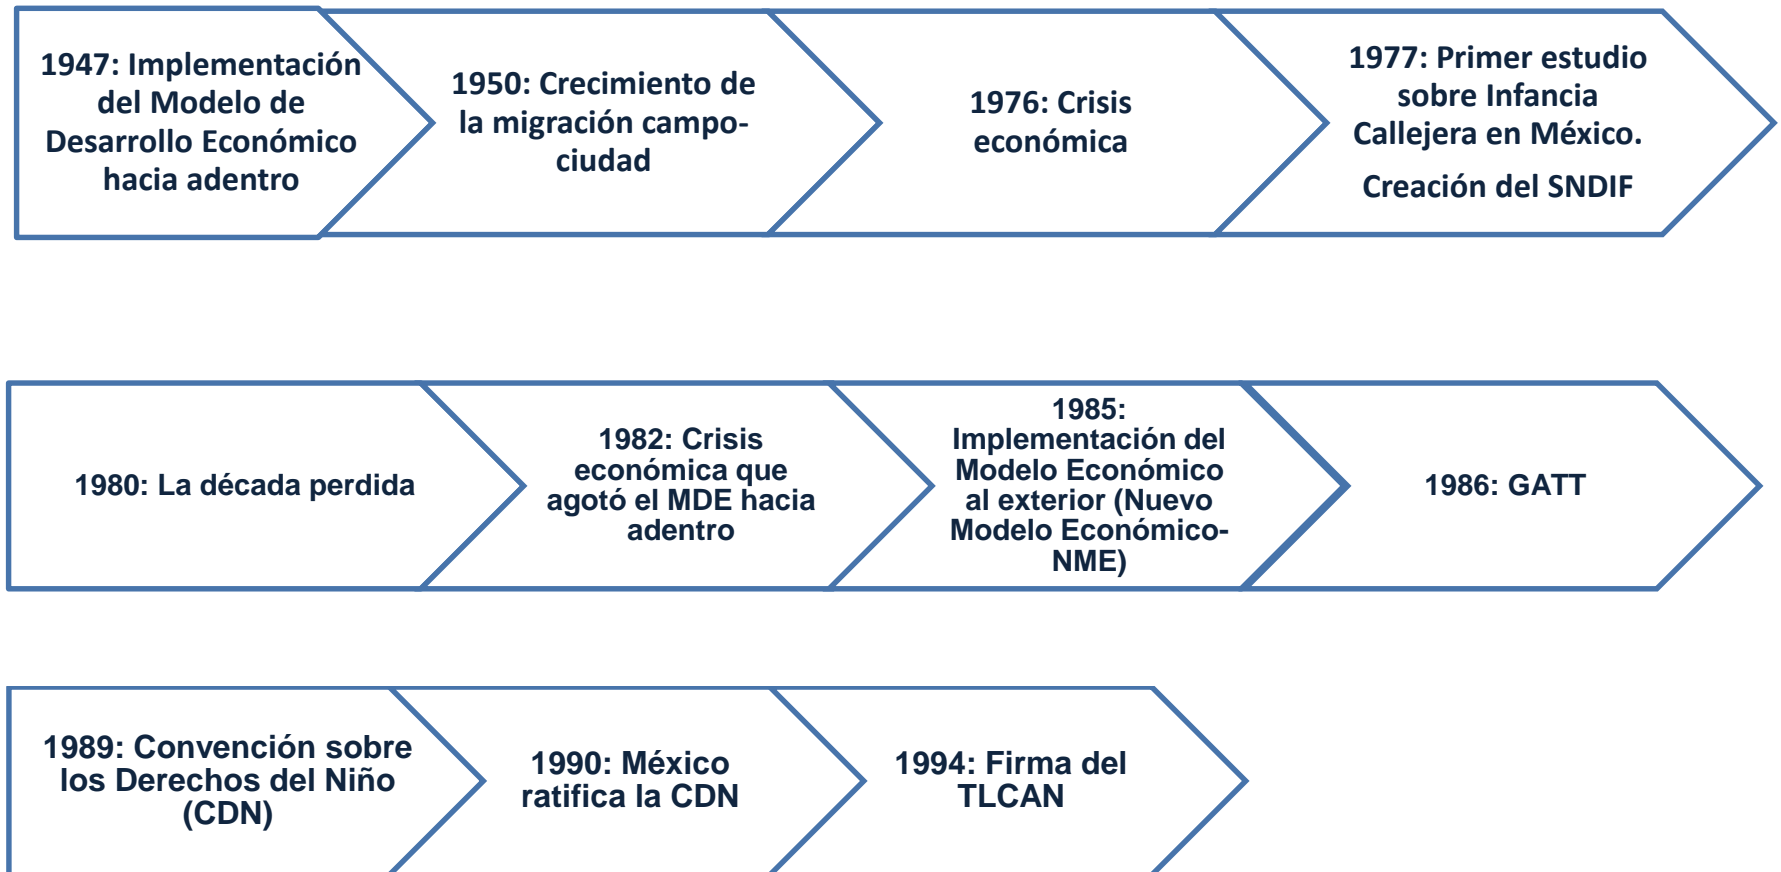 1947: Implementación
del Modelo de
Desarrollo Económico
hacia adentro
1950: Crecimiento de
la migración campo-
ciudad
1976: Crisis
económica
1977: Primer estudio
sobre Infancia
Callejera en México.
Creación del SNDIF
1980: La década perdida
1982: Crisis
económica que
agotó el MDE hacia
adentro
1985:
Implementación del
Modelo Económico
al exterior (Nuevo
Modelo Económico-
NME)
1986: GATT
1989: Convención sobre
los Derechos del Niño
(CDN)
1990: México
ratifica la CDN
1994: Firma del
TLCAN